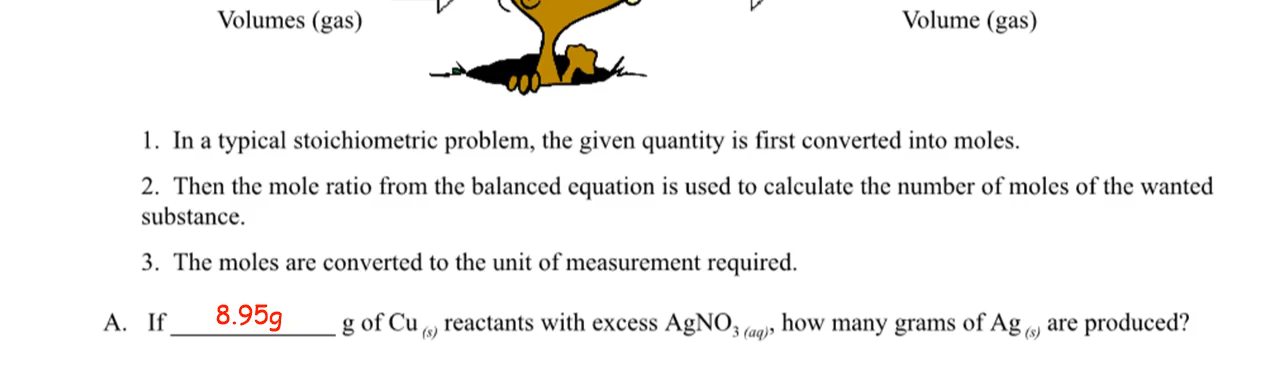 Volumes (gas) Volume (gas)
1. In a typical stoichiometric problem, the given quantity is first converted into moles.
2. Then the mole ratio from the balanced equation is used to calculate the number of moles of the wanted
substance.
3. The moles are converted to the unit of measurement required.
A. If 8.95g g of Cu (s) reactants with excess AgNO3 (aq), how many grams of Ag (s) are produced?